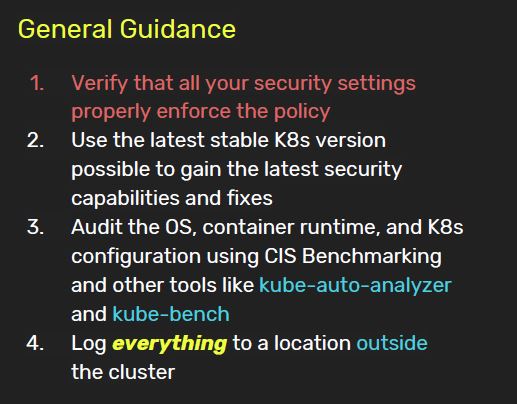 General Guidance
1. Verify that all your security settings
properly enforce the policy
2. Use the latest stable K8s version
possible to gain the latest security
capabilities and fixes
3. Audit the OS, container runtime, and K8s
configuration using CIS Benchmarking
and other tools like kube-auto-analyzer
and kube-bench
4. Log everything to a location outside
the cluster